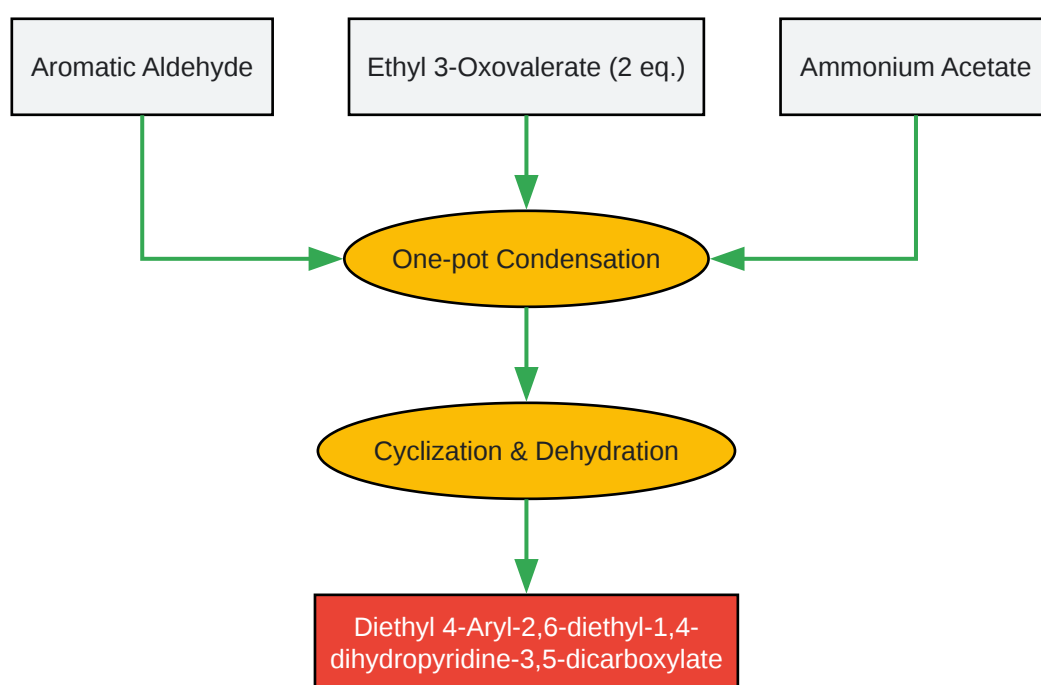 Aromatic Aldehyde
Ethyl 3-Oxovalerate (2 eq.)
Ammonium Acetate
One-pot Condensation
Cyclization & Dehydration
Diethyl 4-Aryl-2,6-diethyl-1,4-
dihydropyridine-3,5-dicarboxylate